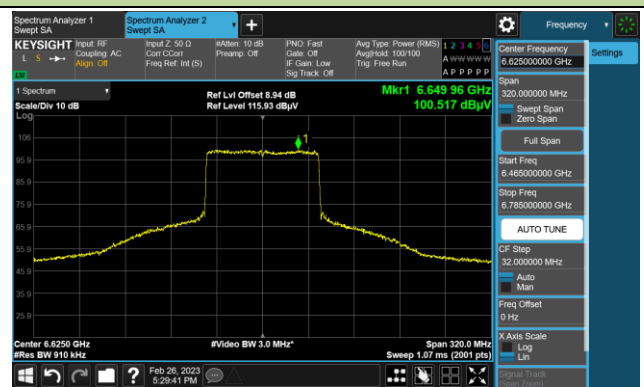 Spectrum Analyzer 1
Swept SA
Spectrum Analyzer 2
Swept SA
Frequency
KEYSIGHT
Input: RF
Coupling: AC
Align: Off
Input Z: 50 Ω
Corr CCorr
Freq Ref: Int (S)
#Atten: 10 dB
Preamp: Off
PNO: Fast
Gate: Off
IF Gain: Low
Sig Track: Off
Avg Type: Power (RMS)
Avg|Hold: 100/100
Trig: Free Run
1 2 3 4 5 6
A W W W W W
A P P P P P
L S
LW
1 Spectrum
Scale/Div 10 dB
Log
Ref Lvl Offset 8.94 dB
Ref Level 115.93 dBµV
Mkr1 6.649 96 GHz
100.517 dBµV
106
95.9
85.9
75.9
65.9
55.9
45.9
35.9
25.9
1
Center 6.6250 GHz
#Res BW 910 kHz
#Video BW 3.0 MHz*
Span 320.0 MHz
Sweep 1.07 ms (2001 pts)
Feb 26, 2023
5:29:41 PM
Center Frequency
6.625000000 GHz
Settings
Span
320.000000 MHz
Swept Span
Zero Span
Full Span
Start Freq
6.465000000 GHz
Stop Freq
6.785000000 GHz
AUTO TUNE
CF Step
32.000000 MHz
Auto
Man
Freq Offset
0 Hz
X Axis Scale
Log
Lin
Signal Track
(Span Zoom)